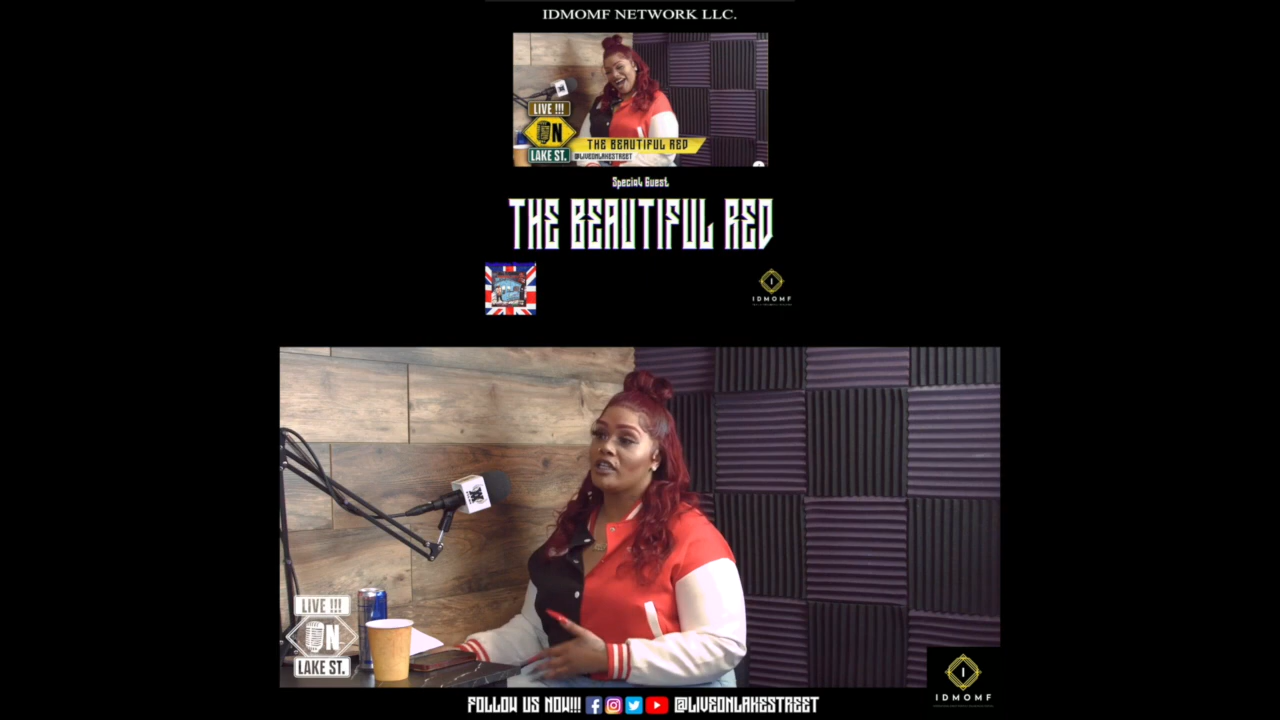 IDMOMF NETWORK LLC.
LIVE !!!
ON
LAKE ST.
THE BEAUTIFUL RED
@LIVEONLAKESTREET
Special Guest
THE BEAUTIFUL RED
IDMOMF
LIVE !!!
ON
LAKE ST.
IDMOMF
FOLLOW US NOW!!! @LIVEONLAKESTREET